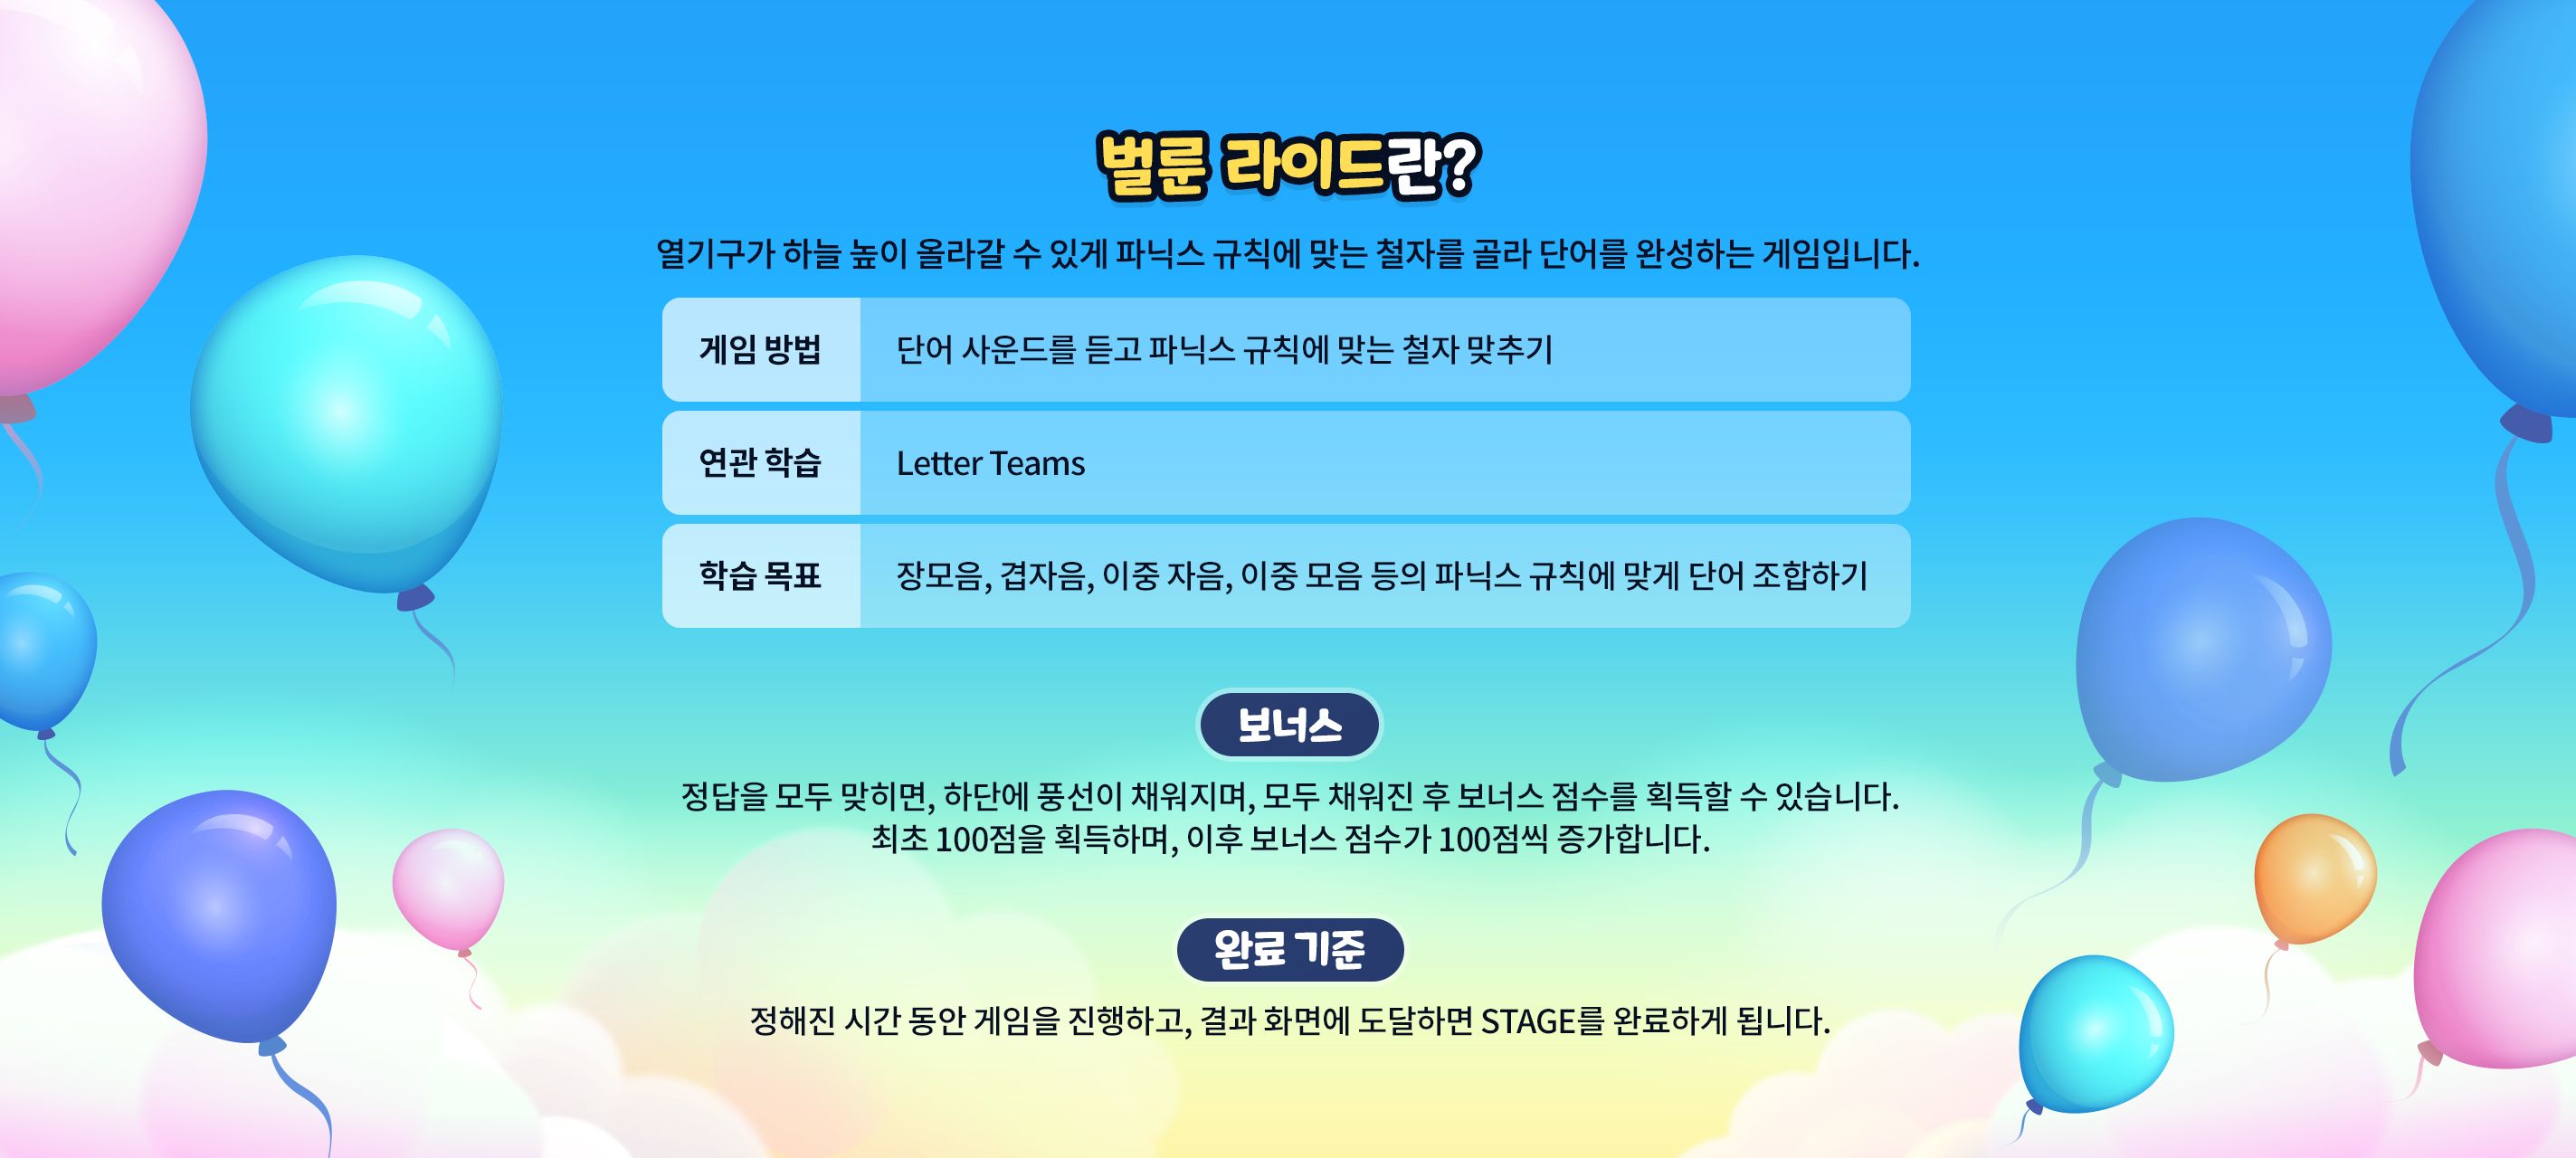 벌룬 라이드란?
열기구가 하늘 높이 올라갈 수 있게 파닉스 규칙에 맞는 철자를 골라 단어를 완성하는 게임입니다.
게임 방법 단어 사운드를 듣고 파닉스 규칙에 맞는 철자 맞추기
연관 학습 Letter Teams
학습 목표 장모음, 겹자음, 이중 자음, 이중 모음 등의 파닉스 규칙에 맞게 단어 조합하기
보너스
정답을 모두 맞히면, 하단에 풍선이 채워지며, 모두 채워진 후 보너스 점수를 획득할 수 있습니다.
최초 100점을 획득하며, 이후 보너스 점수가 100점씩 증가합니다.
완료 기준
정해진 시간 동안 게임을 진행하고, 결과 화면에 도달하면 STAGE를 완료하게 됩니다.